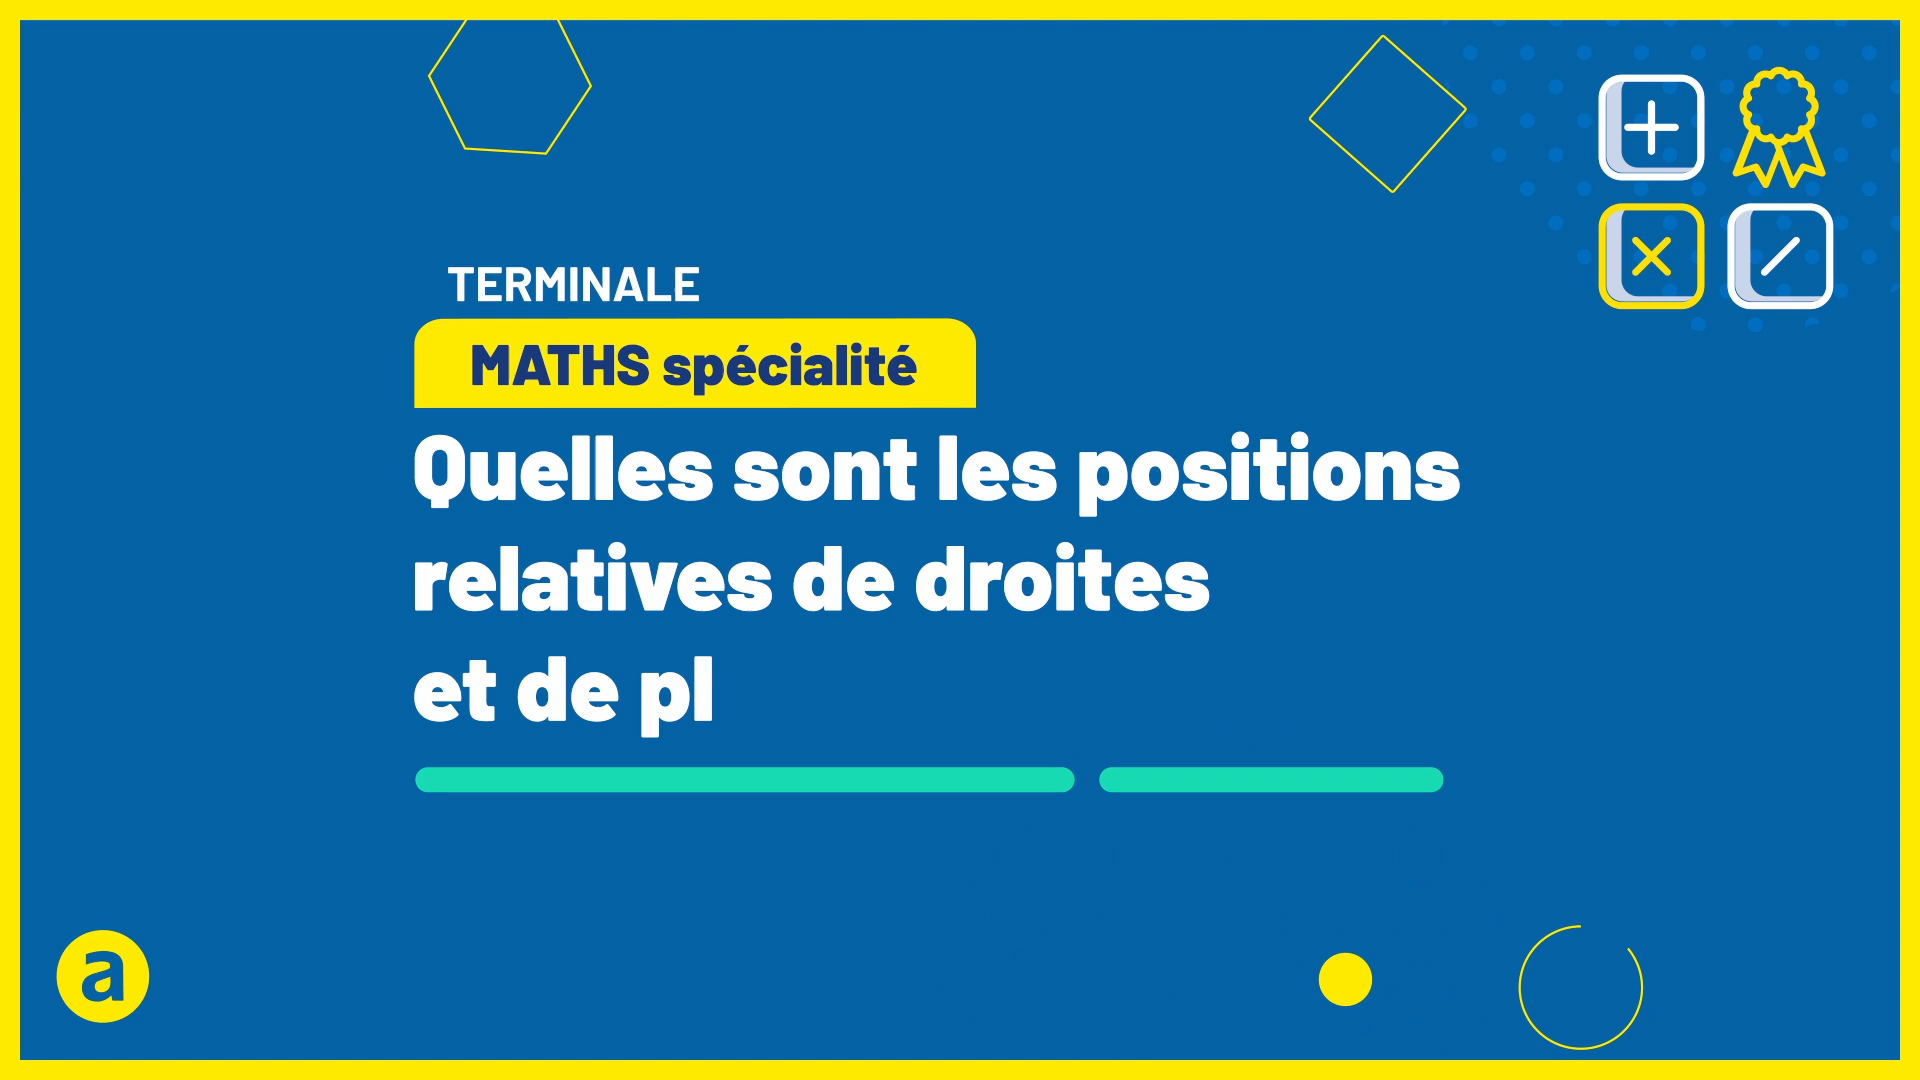 TERMINALE
MATHS spécialité
Quelles sont les positions
relatives de droites
et de pl
a